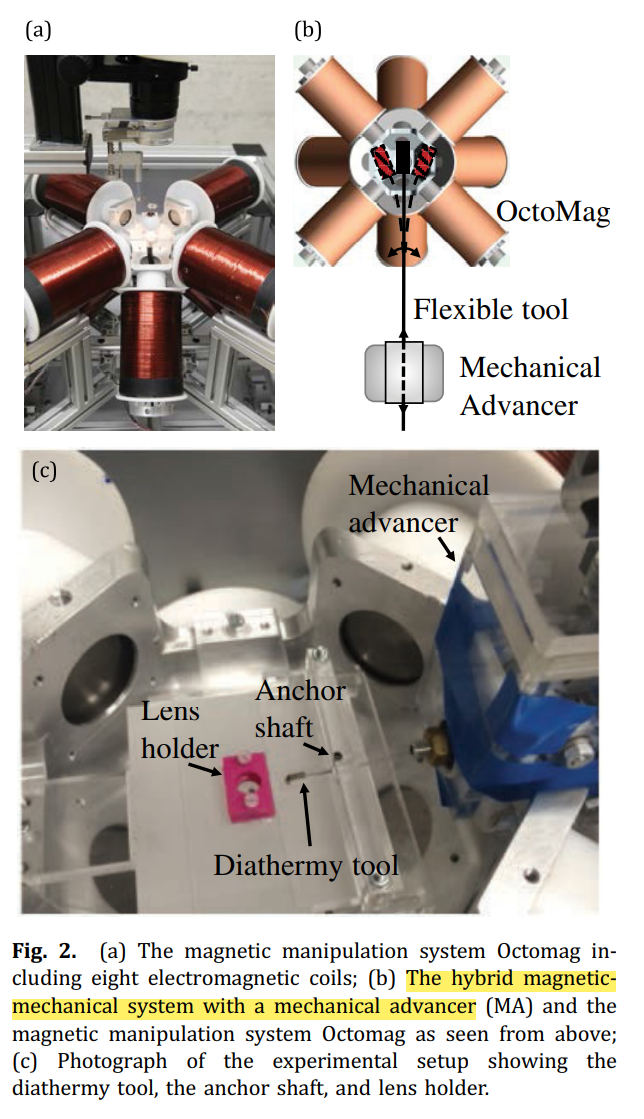 (a)
(b)
OctoMag
Flexible tool
Mechanical
Advancer
(c)
Mechanical
advancer
Anchor
shaft
Lens
holder
Diathermy tool
Fig. 2. (a) The magnetic manipulation system Octomag in-
cluding eight electromagnetic coils; (b) The hybrid magnetic-
mechanical system with a mechanical advancer (MA) and the
magnetic manipulation system Octomag as seen from above;
(c) Photograph of the experimental setup showing the
diathermy tool, the anchor shaft, and lens holder.